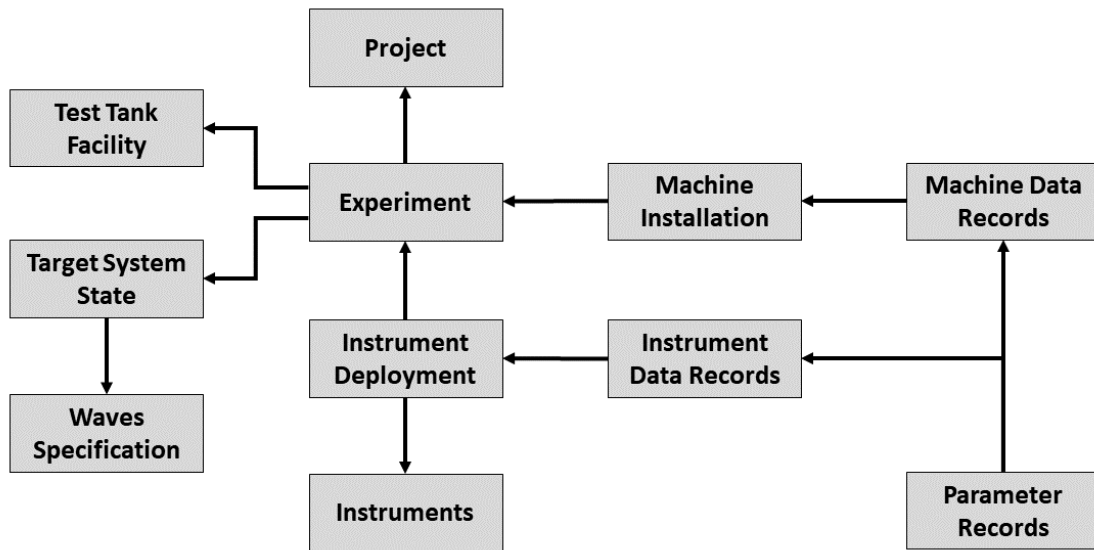 Project
Test Tank
Facility
Experiment
Machine
Installation
Machine Data
Records
Target System
State
Instrument
Deployment
Instrument
Data Records
Waves
Specification
Instruments
Parameter
Records